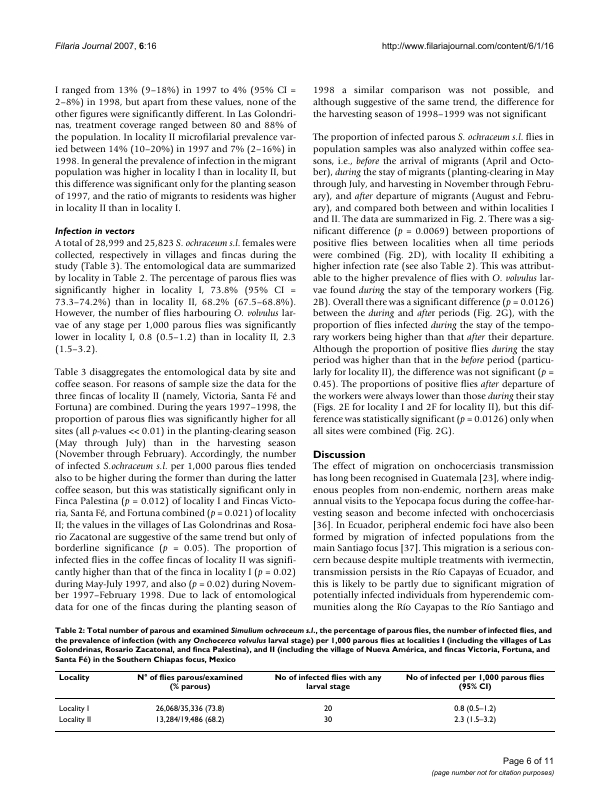 Filaria Journal 2007, 6:16
http://www.filariajournal.com/content/6/1/16
I ranged from 13% (9–18%) in 1997 to 4% (95% CI =
2–8%) in 1998, but apart from these values, none of the
other figures were significantly different. In Las Golondri-
nas, treatment coverage ranged between 80 and 88% of
the population. In locality II microfilarial prevalence var-
ied between 14% (10–20%) in 1997 and 7% (2–16%) in
1998. In general the prevalence of infection in the migrant
population was higher in locality I than in locality II, but
this difference was significant only for the planting season
of 1997, and the ratio of migrants to residents was higher
in locality II than in locality I.
Infection in vectors
A total of 28,999 and 25,823 S. ochraceum s.l. females were
collected, respectively in villages and fincas during the
study (Table 3). The entomological data are summarized
by locality in Table 2. The percentage of parous flies was
significantly higher in locality I, 73.8% (95% CI =
73.3–74.2%) than in locality II, 68.2% (67.5–68.8%).
However, the number of flies harbouring O. volvulus lar-
vae of any stage per 1,000 parous flies was significantly
lower in locality I, 0.8 (0.5–1.2) than in locality II, 2.3
(1.5–3.2).
Table 3 disaggregates the entomological data by site and
coffee season. For reasons of sample size the data for the
three fincas of locality II (namely, Victoria, Santa Fé and
Fortuna) are combined. During the years 1997–1998, the
proportion of parous flies was significantly higher for all
sites (all p-values << 0.01) in the planting-clearing season
(May through July) than in the harvesting season
(November through February). Accordingly, the number
of infected S.ochraceum s.l. per 1,000 parous flies tended
also to be higher during the former than during the latter
coffee season, but this was statistically significant only in
Finca Palestina (p = 0.012) of locality I and Fincas Victo-
ria, Santa Fé, and Fortuna combined (p = 0.021) of locality
II; the values in the villages of Las Golondrinas and Rosa-
rio Zacatonal are suggestive of the same trend but only of
borderline significance (p = 0.05). The proportion of
infected flies in the coffee fincas of locality II was signifi-
cantly higher than that of the finca in locality I (p = 0.02)
during May-July 1997, and also (p = 0.02) during Novem-
ber 1997–February 1998. Due to lack of entomological
data for one of the fincas during the planting season of
1998 a similar comparison was not possible, and
although suggestive of the same trend, the difference for
the harvesting season of 1998–1999 was not significant
The proportion of infected parous S. ochraceum s.l. flies in
population samples was also analyzed within coffee sea-
sons, i.e., before the arrival of migrants (April and Octo-
ber), during the stay of migrants (planting-clearing in May
through July, and harvesting in November through Febru-
ary), and after departure of migrants (August and Febru-
ary), and compared both between and within localities I
and II. The data are summarized in Fig. 2. There was a sig-
nificant difference (p = 0.0069) between proportions of
positive flies between localities when all time periods
were combined (Fig. 2D), with locality II exhibiting a
higher infection rate (see also Table 2). This was attribut-
able to the higher prevalence of flies with O. volvulus lar-
vae found during the stay of the temporary workers (Fig.
2B). Overall there was a significant difference (p = 0.0126)
between the during and after periods (Fig. 2G), with the
proportion of flies infected during the stay of the tempo-
rary workers being higher than that after their departure.
Although the proportion of positive flies during the stay
period was higher than that in the before period (particu-
larly for locality II), the difference was not significant (p =
0.45). The proportions of positive flies after departure of
the workers were always lower than those during their stay
(Figs. 2E for locality I and 2F for locality II), but this dif-
ference was statistically significant (p = 0.0126) only when
all sites were combined (Fig. 2G).
Discussion
The effect of migration on onchocerciasis transmission
has long been recognised in Guatemala [23], where indig-
enous peoples from non-endemic, northern areas make
annual visits to the Yepocapa focus during the coffee-har-
vesting season and become infected with onchocerciasis
[36]. In Ecuador, peripheral endemic foci have also been
formed by migration of infected populations from the
main Santiago focus [37]. This migration is a serious con-
cern because despite multiple treatments with ivermectin,
transmission persists in the Río Capayas of Ecuador, and
this is likely to be partly due to significant migration of
potentially infected individuals from hyperendemic com-
munities along the Río Cayapas to the Río Santiago and
Table 2: Total number of parous and examined Simulium ochraceum s.l., the percentage of parous flies, the number of infected flies, and
the prevalence of infection (with any Onchocerca volvulus larval stage) per 1,000 parous flies at localities I (including the villages of Las
Golondrinas, Rosario Zacatonal, and finca Palestina), and II (including the village of Nueva América, and fincas Victoria, Fortuna, and
Santa Fé) in the Southern Chiapas focus, Mexico
Locality N° of flies parous/examined No of infected flies with any No of infected per 1,000 parous flies
(% parous) larval stage (95% CI)
Locality I 26,068/35,336 (73.8) 20 0.8 (0.5–1.2)
Locality II 13,284/19,486 (68.2) 30 2.3 (1.5–3.2)
Page 6 of 11
(page number not for citation purposes)